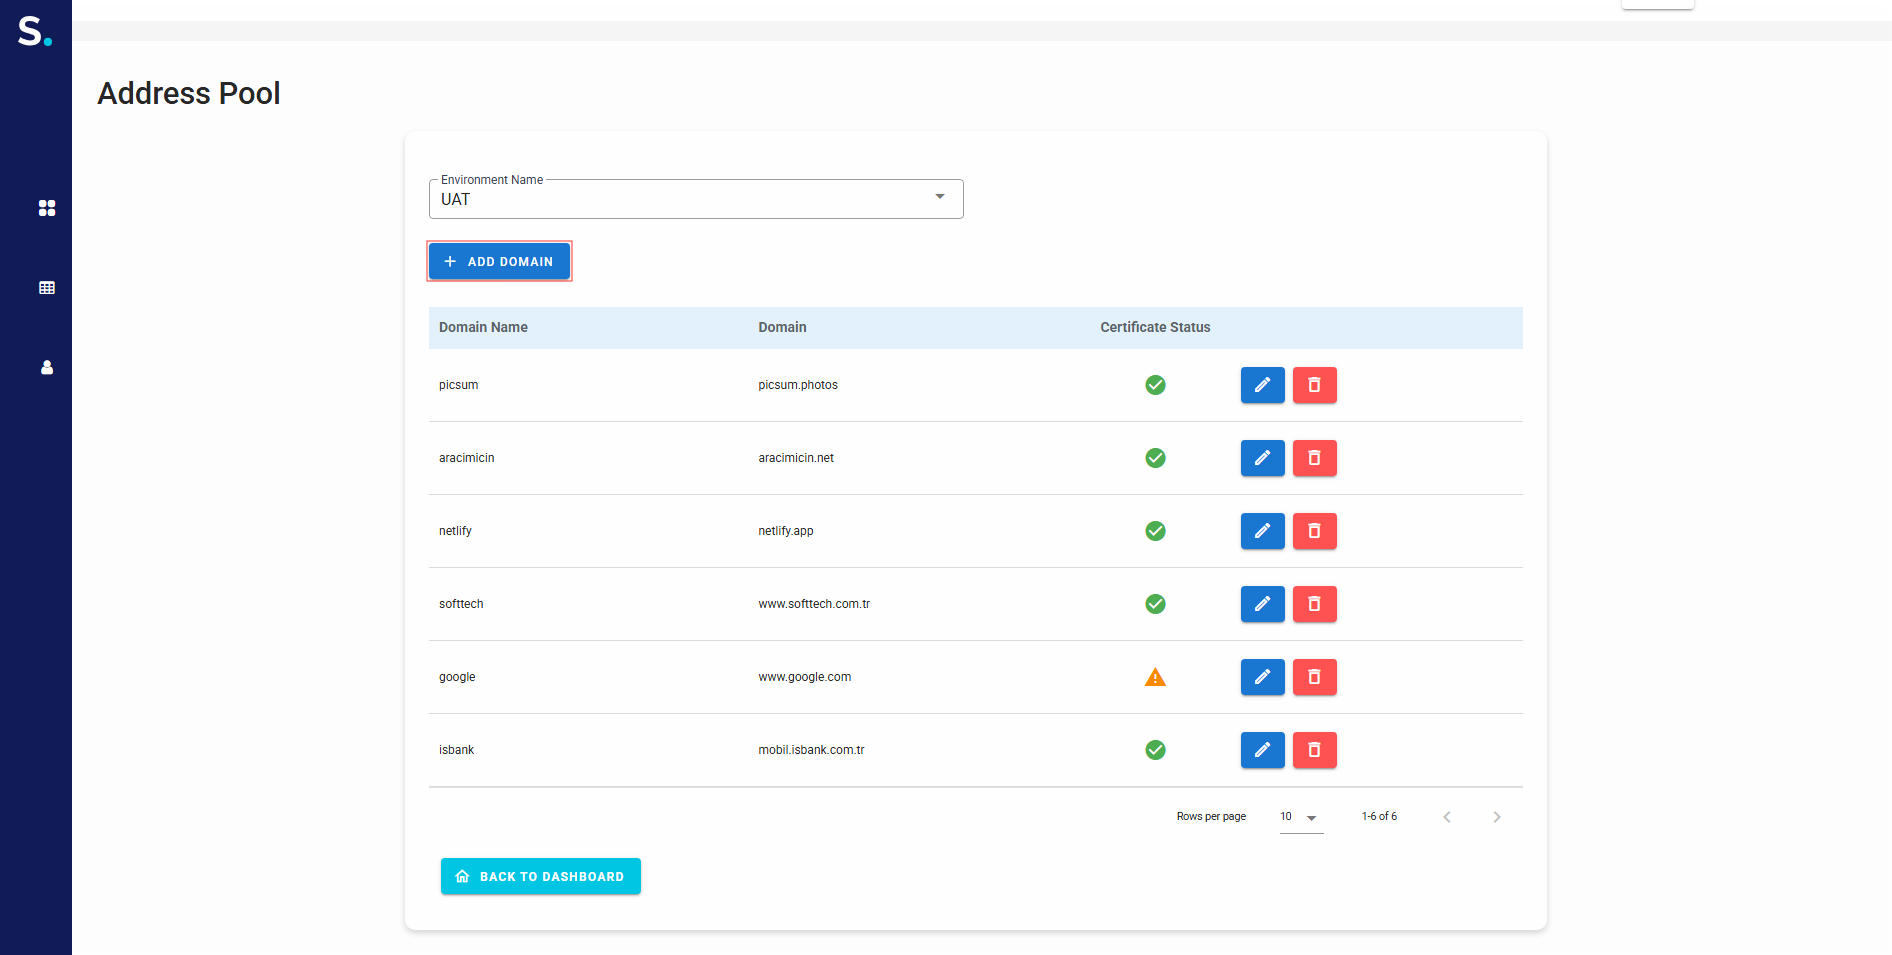 S.
Address Pool
Environment Name
UAT
ADD DOMAIN
Domain Name Domain Certificate Status
picsum picsum.photos
aracimicin aracimicin.net
netlify netlify.app
softtech www.softtech.com.tr
google www.google.com
isbank mobil.isbank.com.tr
Rows per page 10 1-6 of 6
BACK TO DASHBOARD